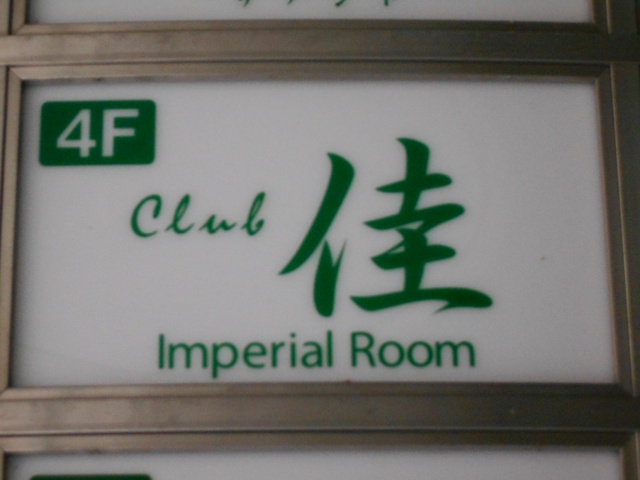 4F
Club 佳
Imperial Room